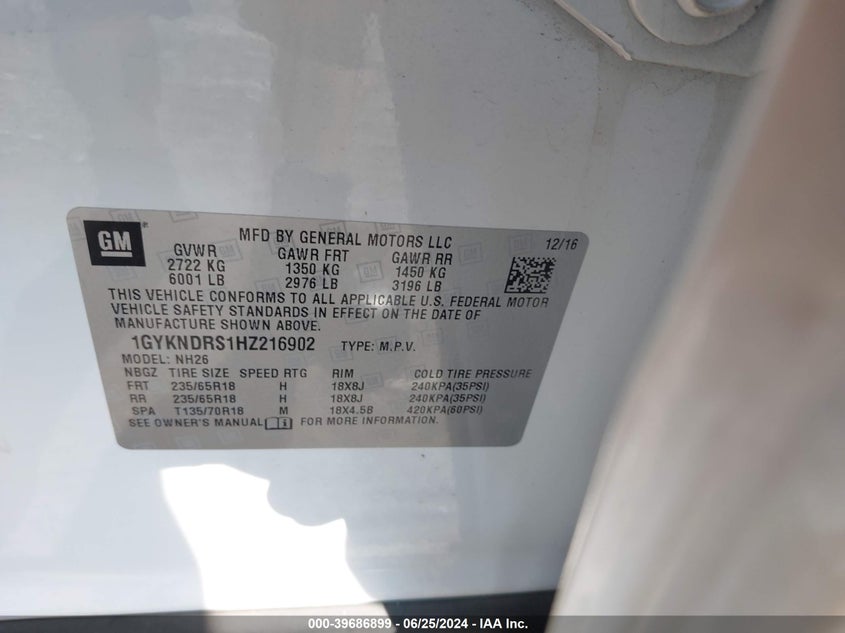 GM
MFD BY GENERAL MOTORS LLC
12/16
GVWR GAWR FRT GAWR RR
2722 KG 1350 KG 1450 KG
6001 LB 2976 LB 3196 LB
THIS VEHICLE CONFORMS TO ALL APPLICABLE U.S. FEDERAL MOTOR
VEHICLE SAFETY STANDARDS IN EFFECT ON THE DATE OF
MANUFACTURE SHOWN ABOVE.
1GYKNDRS1HZ216902 TYPE: M.P.V.
MODEL: NH26
NBGZ TIRE SIZE SPEED RTG RIM COLD TIRE PRESSURE
FRT 235/65R18 H 18X8J 240KPA(35PSI)
RR 235/65R18 H 18X8J 240KPA(35PSI)
SPA T135/70R18 M 18X4.5B 420KPA(60PSI)
SEE OWNER'S MANUAL FOR MORE INFORMATION.
000-39686899 - 06/25/2024 - IAA Inc.